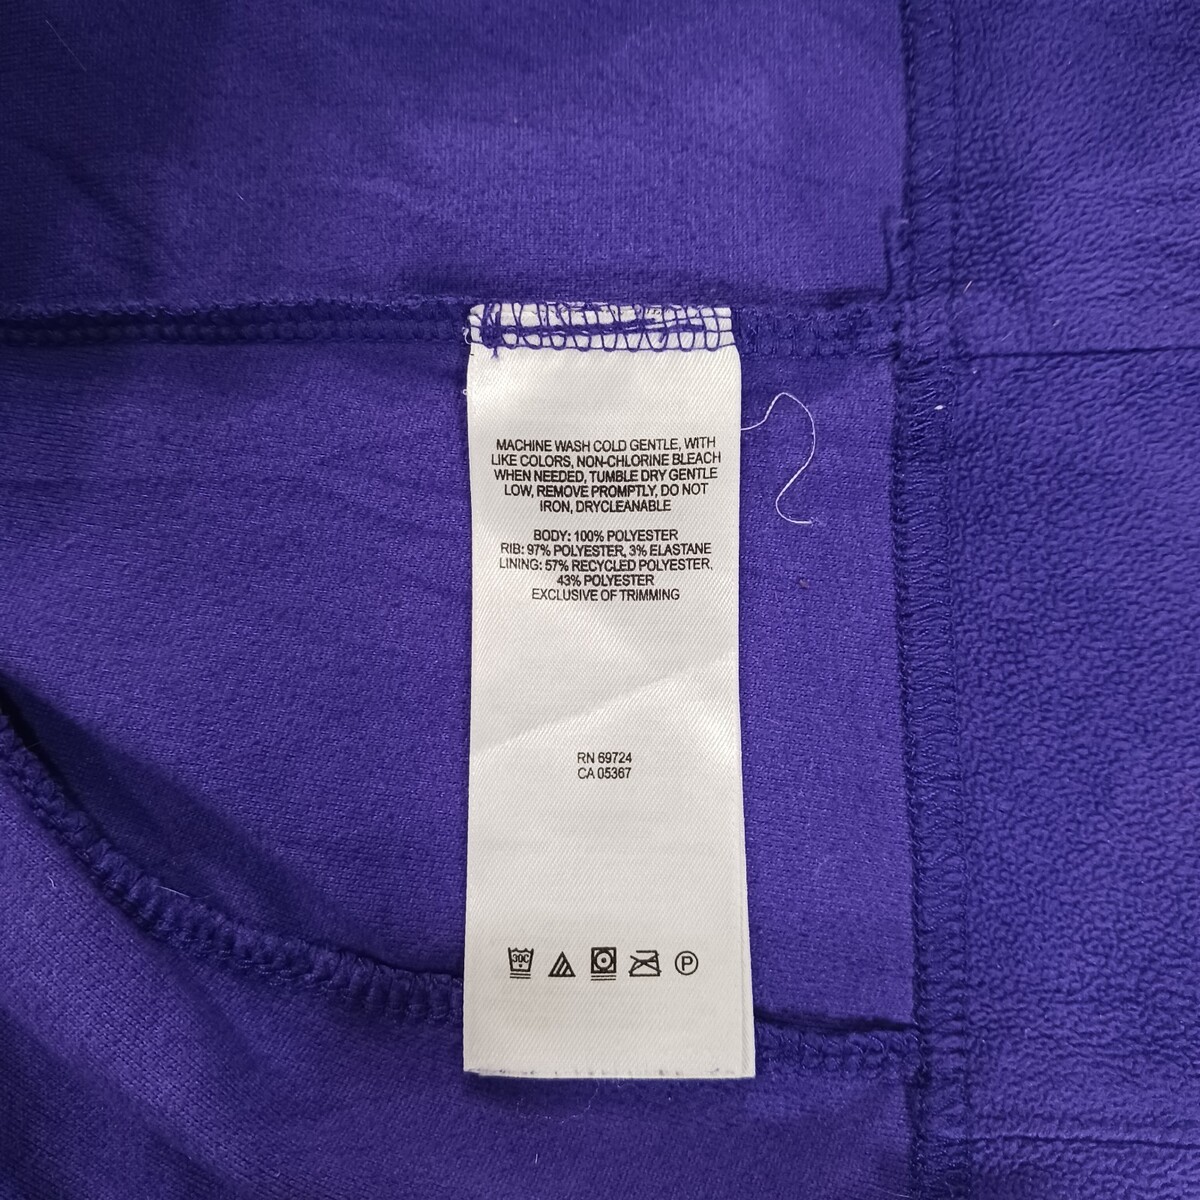 MACHINE WASH COLD GENTLE, WITH
LIKE COLORS, NON-CHLORINE BLEACH
WHEN NEEDED, TUMBLE DRY GENTLE
LOW, REMOVE PROMPTLY, DO NOT
IRON, DRYCLEANABLE
BODY: 100% POLYESTER
RIB: 97% POLYESTER, 3% ELASTANE
LINING: 57% RECYCLED POLYESTER,
43% POLYESTER
EXCLUSIVE OF TRIMMING
RN 69724
CA 05367
30C P